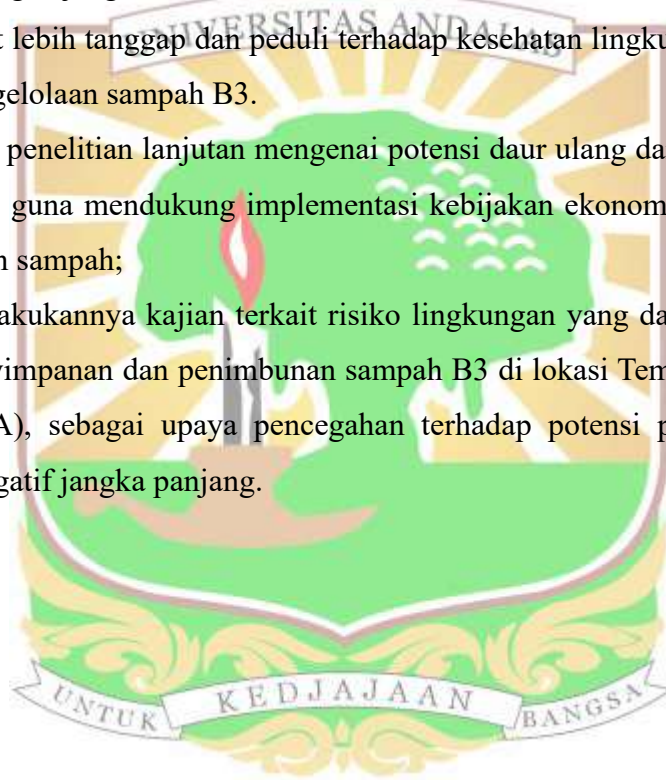 UNIVERSITAS ANDALAS
t lebih tanggap dan peduli terhadap kesehatan lingku
gelolaan sampah B3.
penelitian lanjutan mengenai potensi daur ulang da
guna mendukung implementasi kebijakan ekonom
n sampah;
akukannya kajian terkait risiko lingkungan yang da
yimpanan dan penimbunan sampah B3 di lokasi Tem
A), sebagai upaya pencegahan terhadap potensi p
gatif jangka panjang.
UNTUK KEDJAJAAN BANGSA